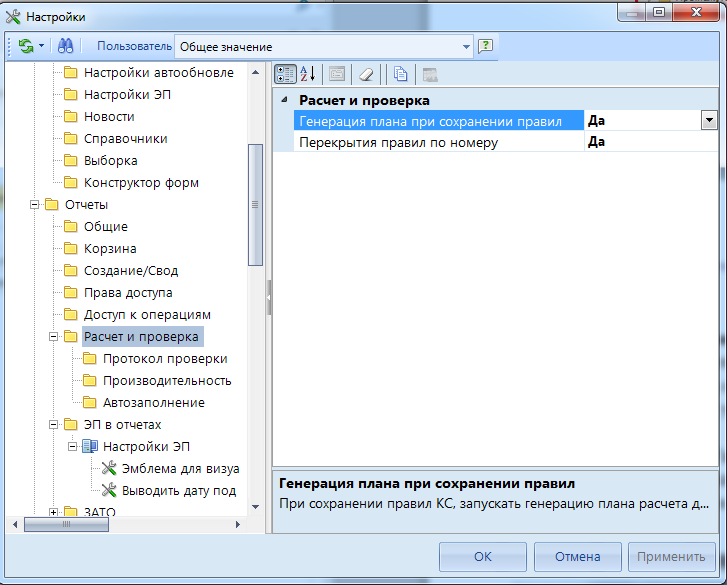 Настройки
Пользователь Общее значение
Настройки автообновле
Настройки ЭП
Новости
Справочники
Выборка
Конструктор форм
Отчеты
Общие
Корзина
Создание/Свод
Права доступа
Доступ к операциям
Расчет и проверка
Протокол проверки
Производительность
Автозаполнение
ЭП в отчетах
Настройки ЭП
Эмблема для визуа
Выводить дату под
ЗАТО
Расчет и проверка
Генерация плана при сохранении правил Да
Перекрытия правил по номеру Да
Генерация плана при сохранении правил
При сохранении правил КС, запускать генерацию плана расчета д...
ОК Отмена Применить